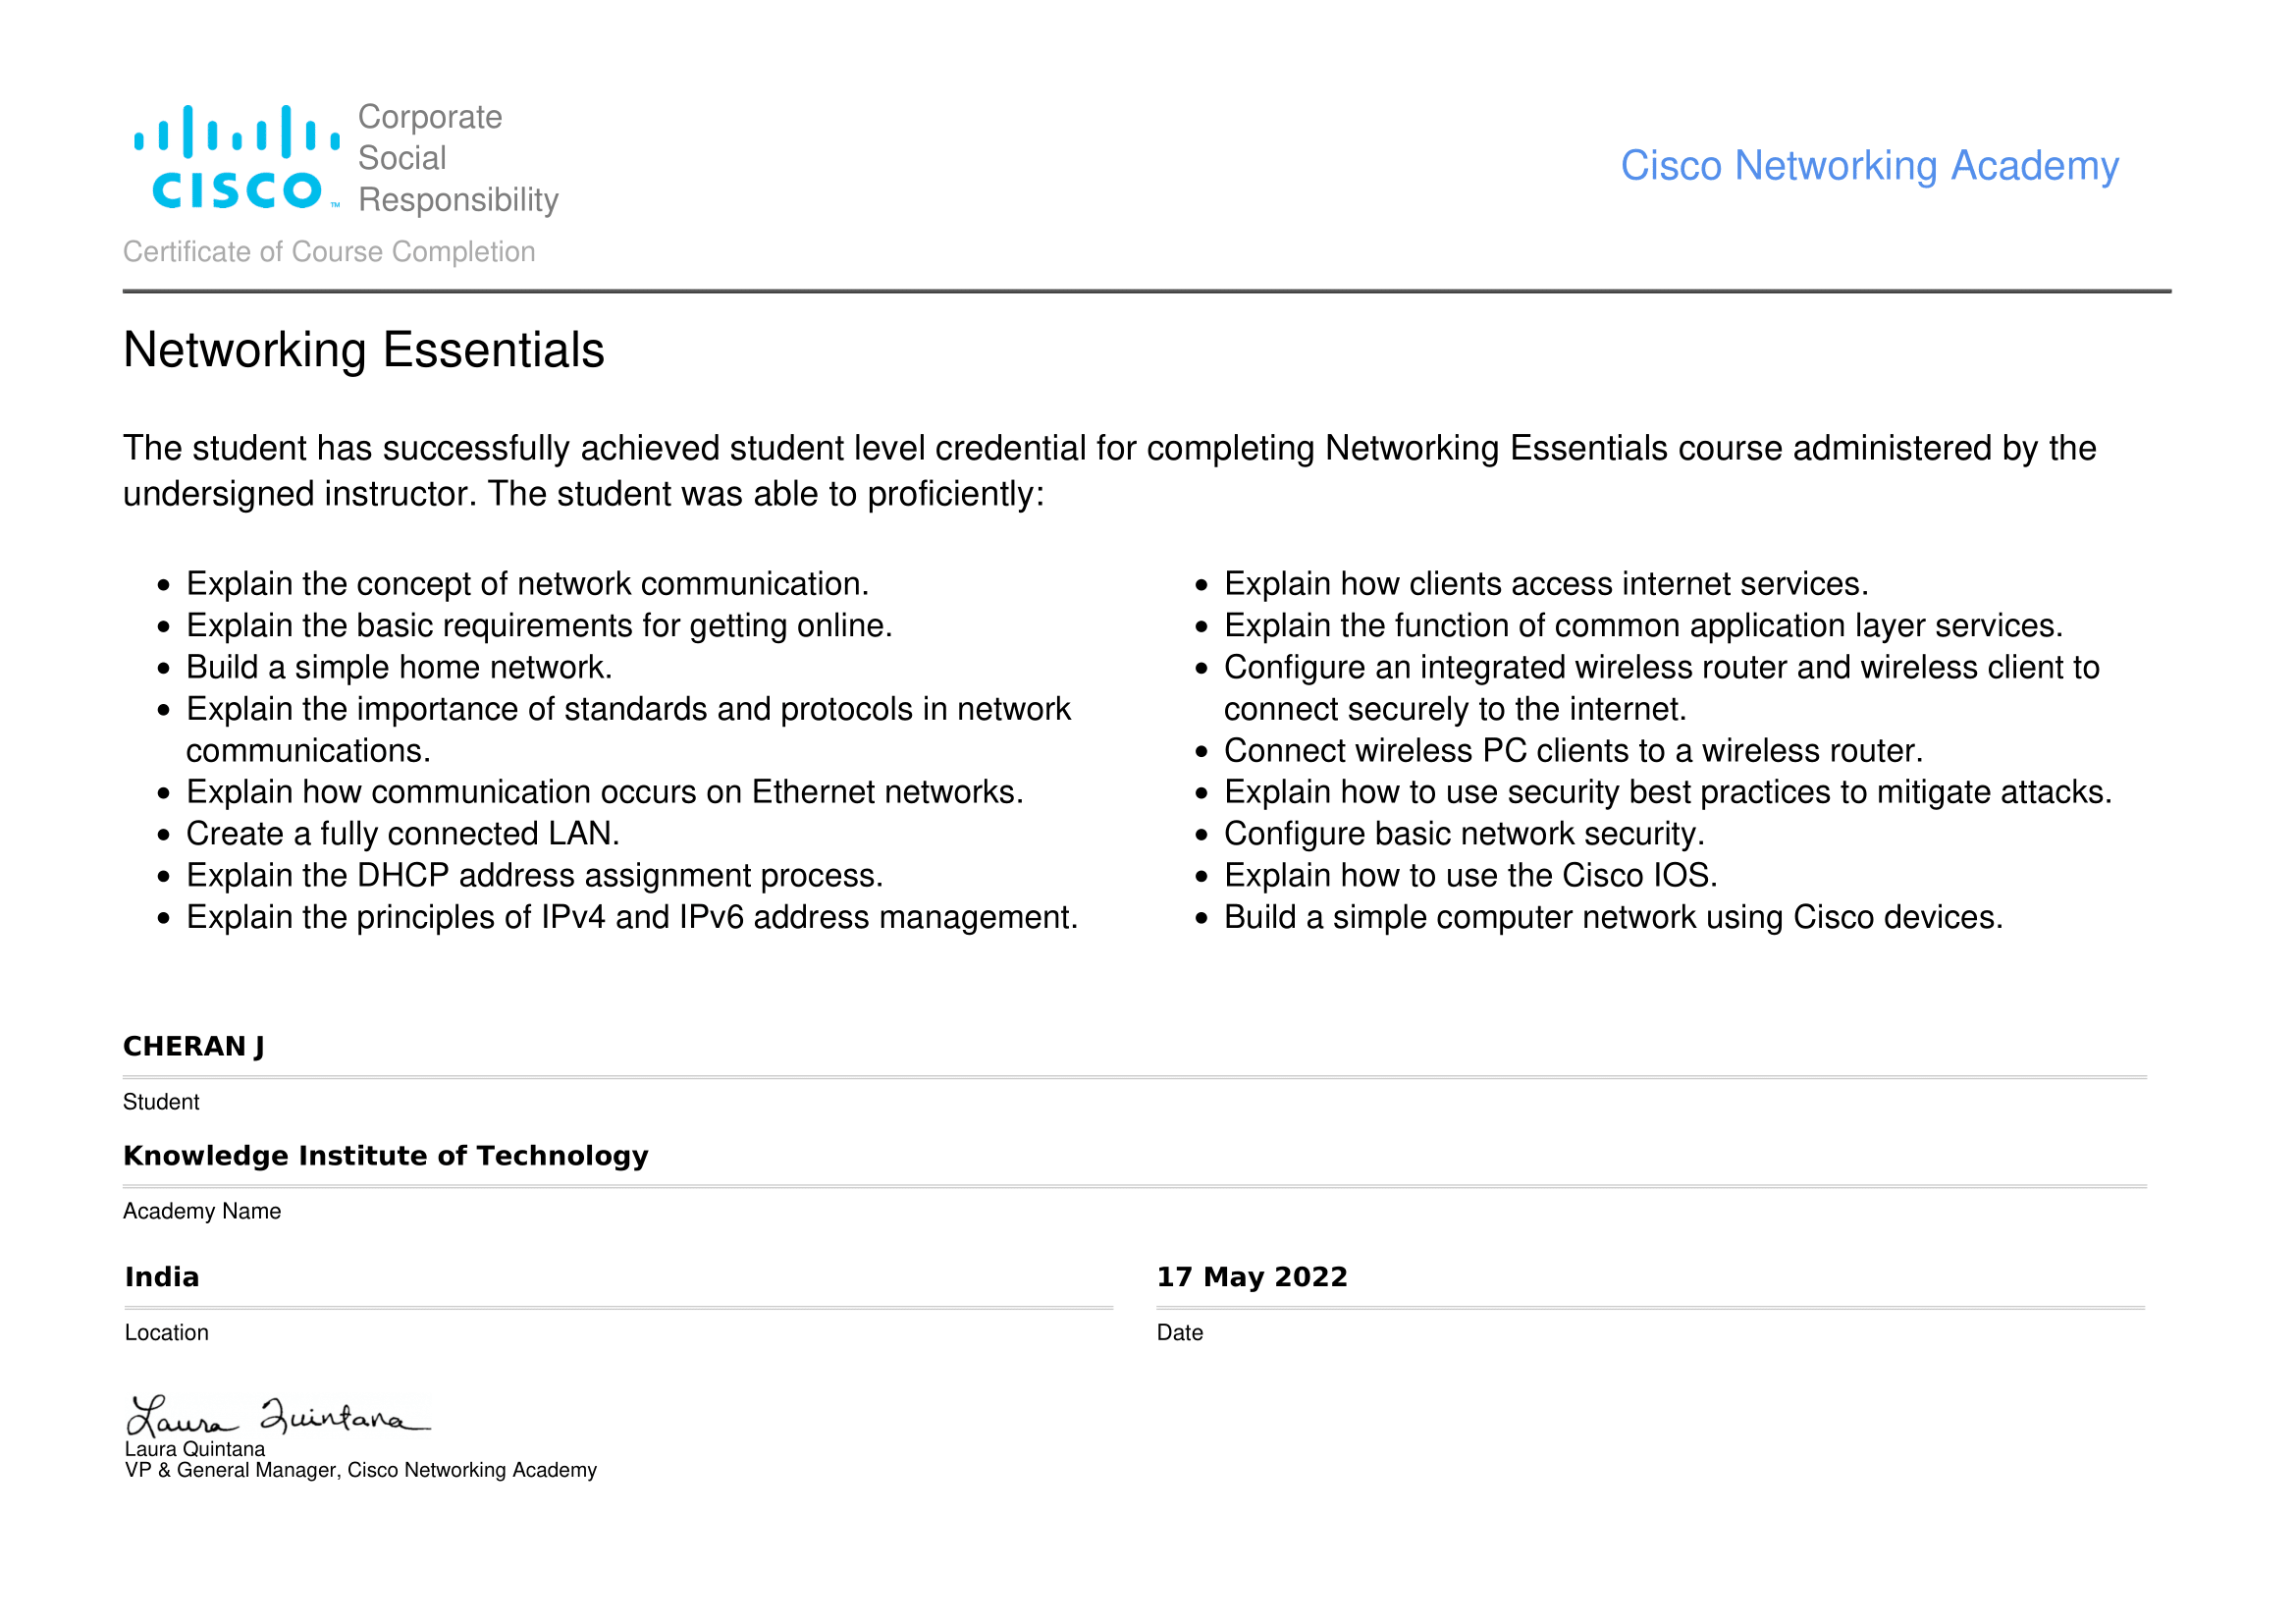 Corporate
Social
Responsibility
CISCO™
Cisco Networking Academy
Certificate of Course Completion
Networking Essentials
The student has successfully achieved student level credential for completing Networking Essentials course administered by the
undersigned instructor. The student was able to proficiently:
• Explain the concept of network communication.
• Explain the basic requirements for getting online.
• Build a simple home network.
• Explain the importance of standards and protocols in network
communications.
• Explain how communication occurs on Ethernet networks.
• Create a fully connected LAN.
• Explain the DHCP address assignment process.
• Explain the principles of IPv4 and IPv6 address management.
• Explain how clients access internet services.
• Explain the function of common application layer services.
• Configure an integrated wireless router and wireless client to
connect securely to the internet.
• Connect wireless PC clients to a wireless router.
• Explain how to use security best practices to mitigate attacks.
• Configure basic network security.
• Explain how to use the Cisco IOS.
• Build a simple computer network using Cisco devices.
CHERAN J
Student
Knowledge Institute of Technology
Academy Name
India
Location
17 May 2022
Date
Laura Quintana
Laura Quintana
VP & General Manager, Cisco Networking Academy